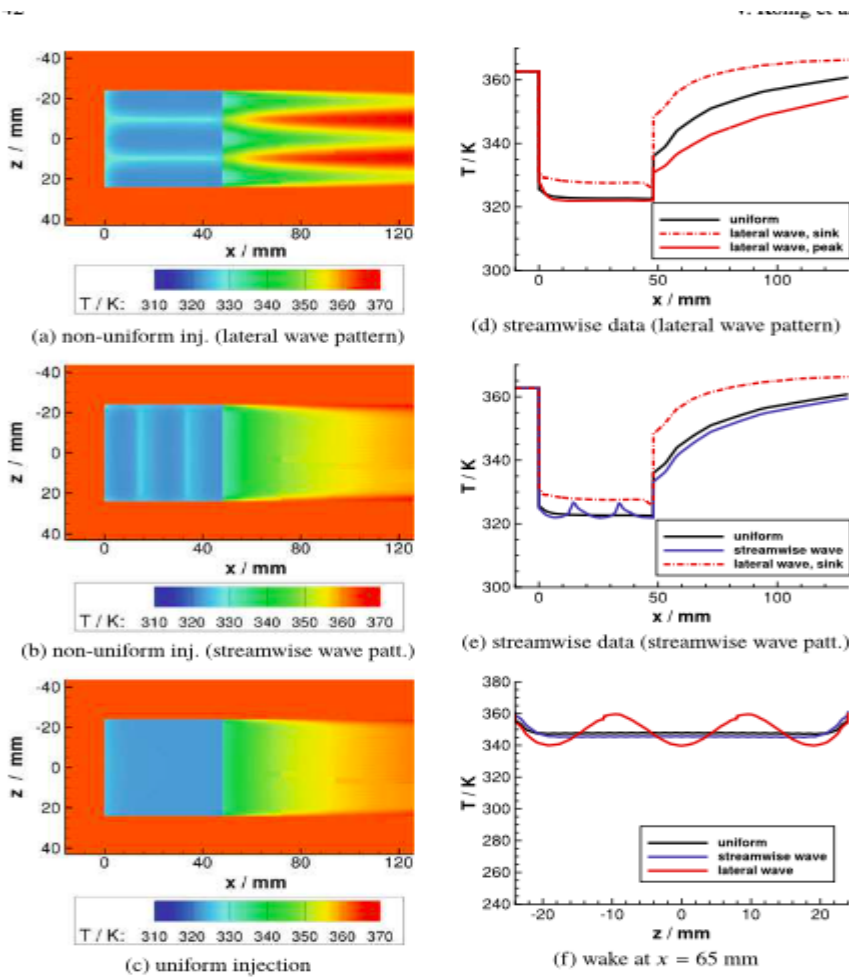 42
V. König et al
-40
-20
0
20
40
z / mm
0 40 80 120
x / mm
T / K: 310 320 330 340 350 360 370
(a) non-uniform inj. (lateral wave pattern)
360
340
320
300
T / K
0 50 100
x / mm
uniform
lateral wave, sink
lateral wave, peak
(d) streamwise data (lateral wave pattern)
-20
0
20
40
z / mm
0 40 80 120
x / mm
T / K: 310 320 330 340 350 360 370
(b) non-uniform inj. (streamwise wave patt.)
360
340
320
300
T / K
0 50 100
x / mm
uniform
streamwise wave
lateral wave, sink
(e) streamwise data (streamwise wave patt.)
-20
0
20
40
z / mm
0 40 80 120
x / mm
T / K: 310 320 330 340 350 360 370
(c) uniform injection
380
360
340
320
300
280
260
240
T / K
-20 -10 0 10 20
z / mm
uniform
streamwise wave
lateral wave
(f) wake at x = 65 mm